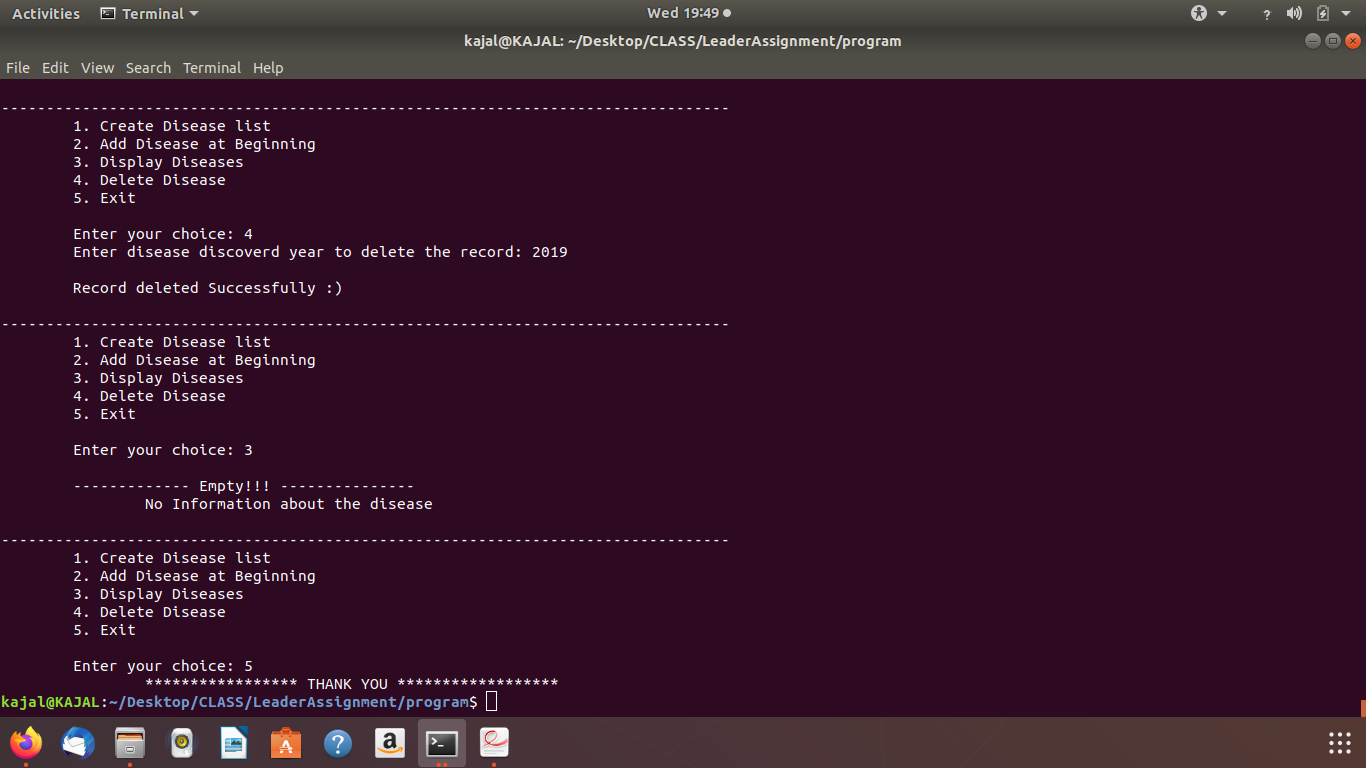 Activities Terminal Wed 19:49
kajal@KAJAL: ~/Desktop/CLASS/LeaderAssignment/program
File Edit View Search Terminal Help
---------------------------------------------------------------------------------
1. Create Disease list
2. Add Disease at Beginning
3. Display Diseases
4. Delete Disease
5. Exit
Enter your choice: 4
Enter disease discoverd year to delete the record: 2019
Record deleted Successfully :)
---------------------------------------------------------------------------------
1. Create Disease list
2. Add Disease at Beginning
3. Display Diseases
4. Delete Disease
5. Exit
Enter your choice: 3
------------- Empty!!! ---------------
No Information about the disease
---------------------------------------------------------------------------------
1. Create Disease list
2. Add Disease at Beginning
3. Display Diseases
4. Delete Disease
5. Exit
Enter your choice: 5
***************** THANK YOU ******************
kajal@KAJAL:~/Desktop/CLASS/LeaderAssignment/program$